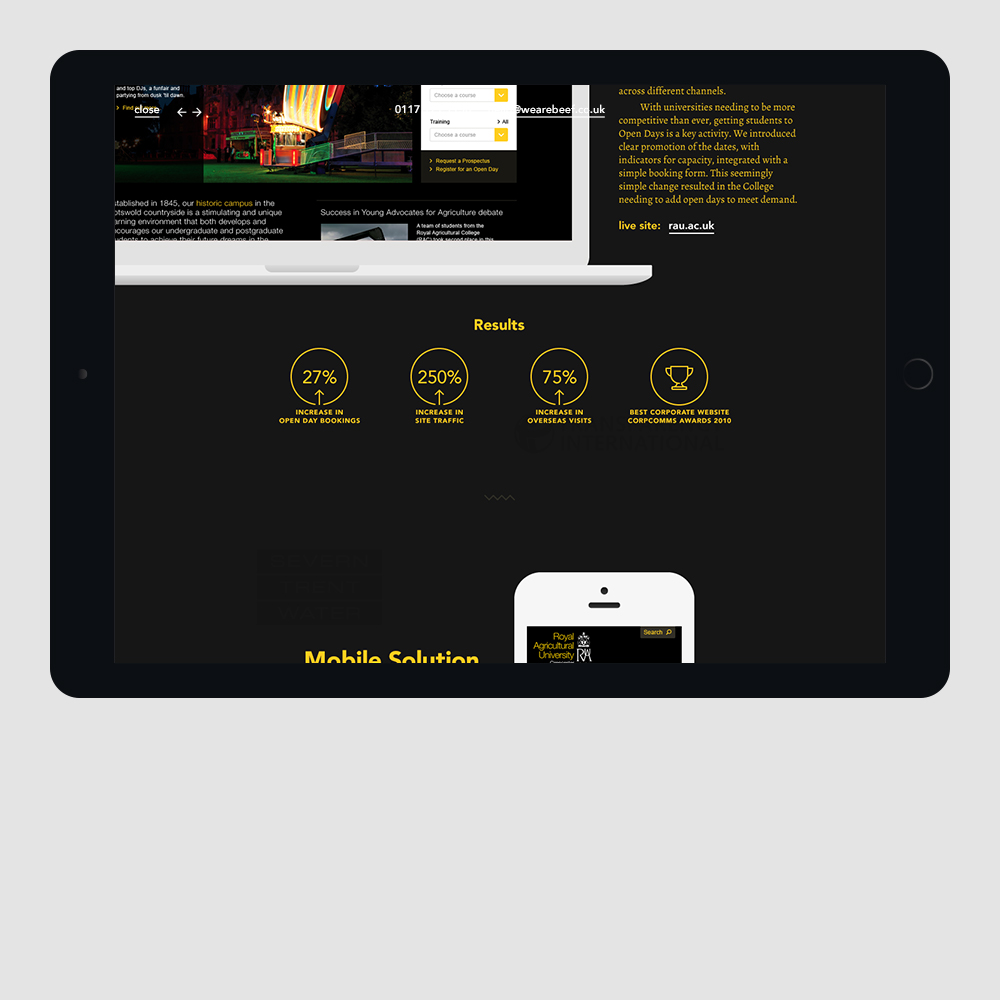 and top DJs, a funfair and
partying from dusk 'til dawn.
close
0117
@wearebeef.co.uk
Choose a course
Training
All
Choose a course
Request a Prospectus
Register for an Open Day
stablished in 1845, our historic campus in the
otswold countryside is a stimulating and unique
arning environment that both develops and
courages our undergraduate and postgraduate
udents to achieve their future dreams in the
Success in Young Advocates for Agriculture debate
A team of students from the
Royal Agricultural College
(RAC) took second place in this
across different channels.
With universities needing to be more
competitive than ever, getting students to
Open Days is a key activity. We introduced
clear promotion of the dates, with
indicators for capacity, integrated with a
simple booking form. This seemingly
simple change resulted in the College
needing to add open days to meet demand.
live site: rau.ac.uk
Results
27%
INCREASE IN
OPEN DAY BOOKINGS
250%
INCREASE IN
SITE TRAFFIC
75%
INCREASE IN
OVERSEAS VISITS
BEST CORPORATE WEBSITE
CORPCOMMS AWARDS 2010
Mobile Solution
Royal
Agricultural
University
Search